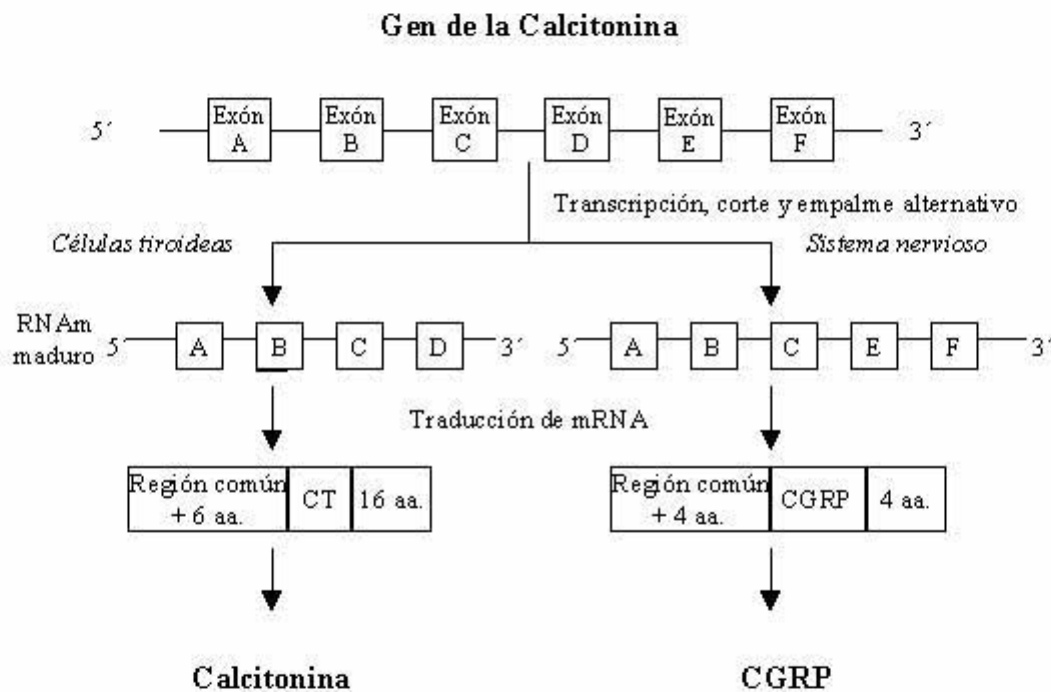 Gen de la Calcitonina
5´ Exón A Exón B Exón C Exón D Exón E Exón F 3´
Transcripción, corte y empalme alternativo
Células tiroideas
Sistema nervioso
RNAm maduro
5´ A B C D 3´
5´ A B C E F 3´
Traducción de mRNA
Región común + 6 aa. CT 16 aa.
Región común + 4 aa. CGRP 4 aa.
Calcitonina
CGRP